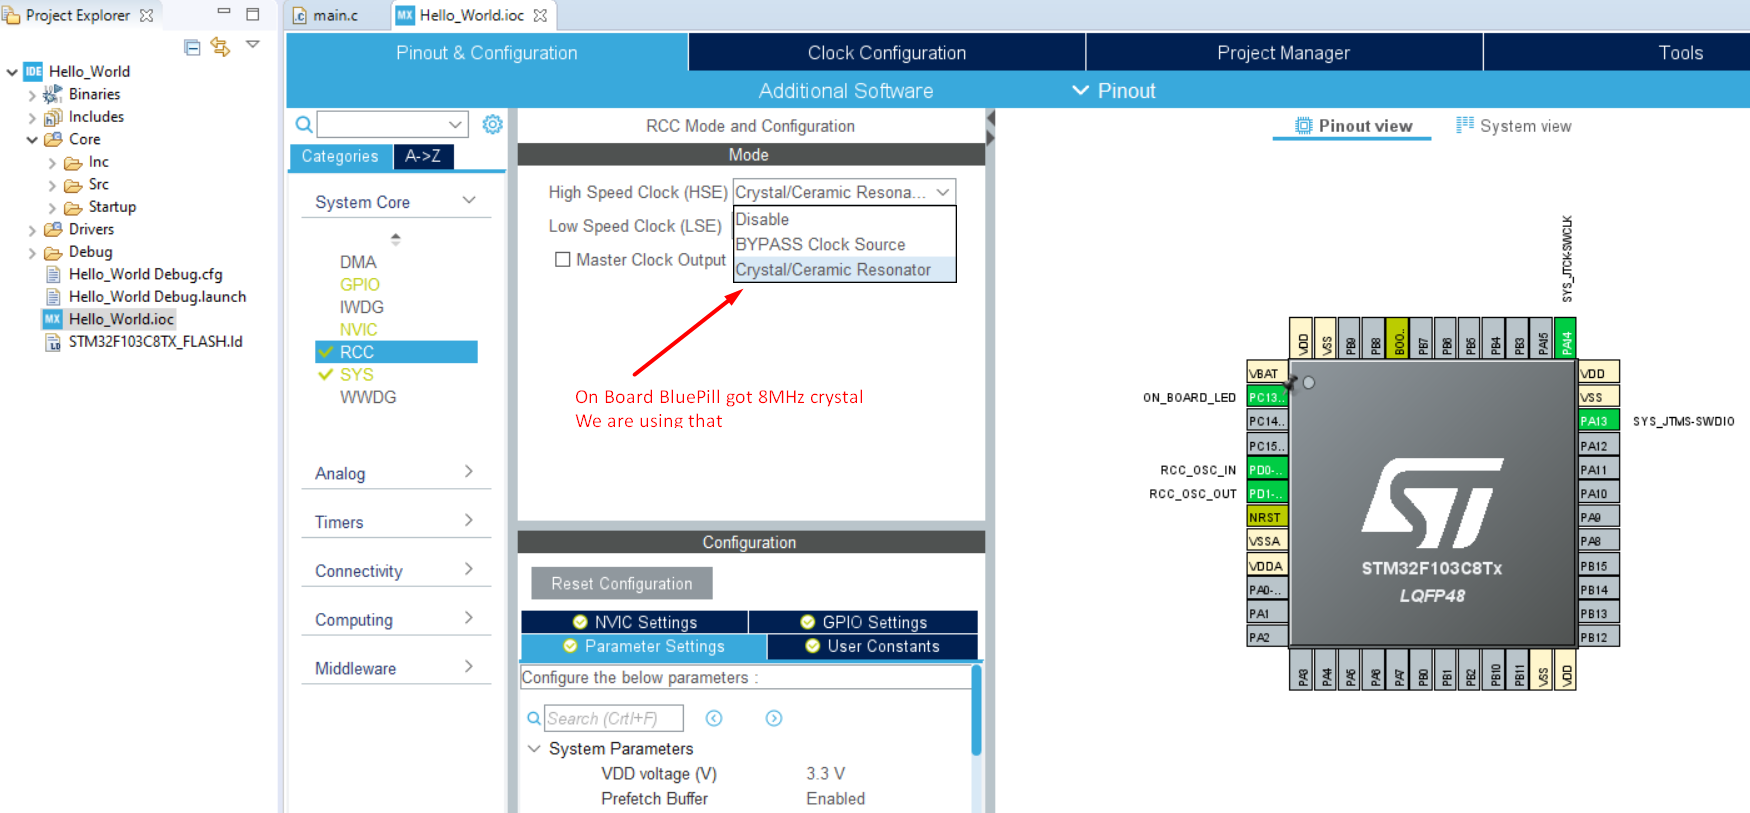 Project Explorer
main.c
Hello_World.ioc
Hello_World
Binaries
Includes
Core
Inc
Src
Startup
Drivers
Debug
Hello_World Debug.cfg
Hello_World Debug.launch
Hello_World.ioc
STM32F103C8TX_FLASH.ld
Pinout & Configuration
Clock Configuration
Project Manager
Tools
Additional Software
Pinout
Categories
A->Z
System Core
DMA
GPIO
IWDG
NVIC
RCC
SYS
WWDG
Analog
Timers
Connectivity
Computing
Middleware
RCC Mode and Configuration
Mode
High Speed Clock (HSE)
Crystal/Ceramic Resona...
Disable
Low Speed Clock (LSE)
BYPASS Clock Source
Master Clock Output
Crystal/Ceramic Resonator
On Board BluePill got 8MHz crystal
We are using that
Configuration
Reset Configuration
NVIC Settings
GPIO Settings
Parameter Settings
User Constants
Configure the below parameters :
Search (Crtl+F)
System Parameters
VDD voltage (V)
3.3 V
Prefetch Buffer
Enabled
Pinout view
System view
SYS_JTCK-SWCLK
VDD
VSS
PB9
PB8
BOO..
PB7
PB6
PB5
PB4
PB3
PA15
PA14
VBAT
ON_BOARD_LED
PC13..
PC14..
PC15..
RCC_OSC_IN
PD0-..
RCC_OSC_OUT
PD1-..
NRST
VSSA
VDDA
PA0-..
PA1
PA2
STM32F103C8Tx
LQFP48
VDD
VSS
PA13
SYS_JTMS-SWDIO
PA12
PA11
PA10
PA9
PA8
PB15
PB14
PB13
PB12
PA3
PA4
PA5
PA6
PA7
PB0
PB1
PB2
PB10
PB11
VSS
VDD